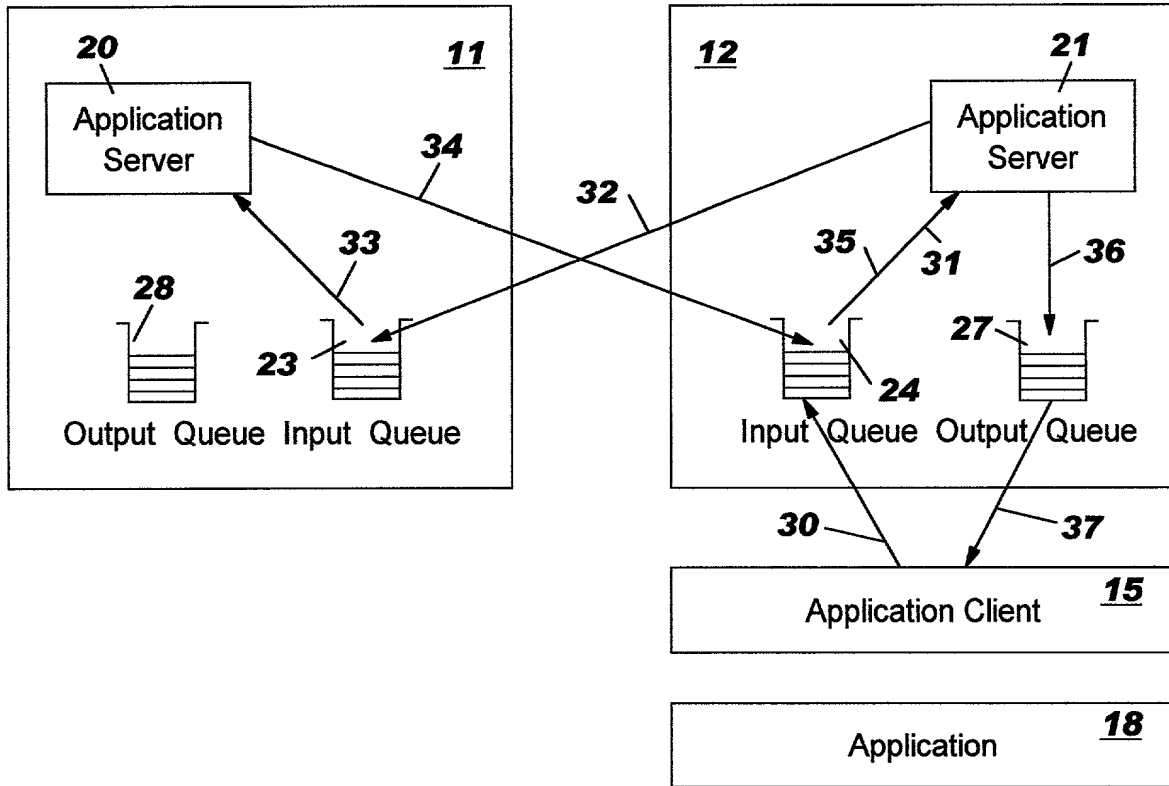 20
11
12
21
Application
Server
Application
Server
34
32
33
35
31
36
28
23
24
27
Output Queue Input Queue
Input Queue Output Queue
30
37
15
Application Client
18
Application